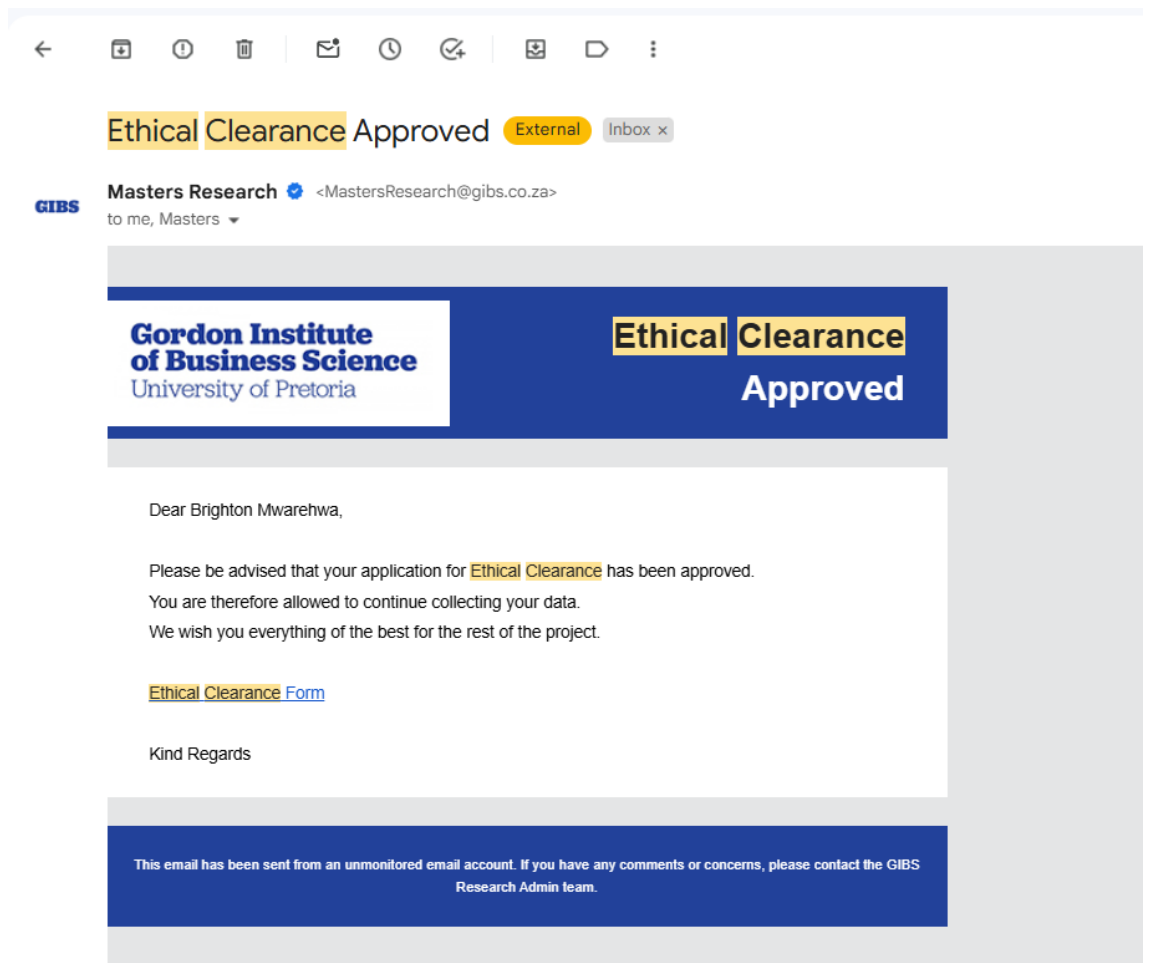 Ethical Clearance Approved External Inbox ×
GIBS
Masters Research <MastersResearch@gibs.co.za>
to me, Masters
Gordon Institute
of Business Science
University of Pretoria
Ethical Clearance
Approved
Dear Brighton Mwarehwa,
Please be advised that your application for Ethical Clearance has been approved.
You are therefore allowed to continue collecting your data.
We wish you everything of the best for the rest of the project.
Ethical Clearance Form
Kind Regards
This email has been sent from an unmonitored email account. If you have any comments or concerns, please contact the GIBS
Research Admin team.